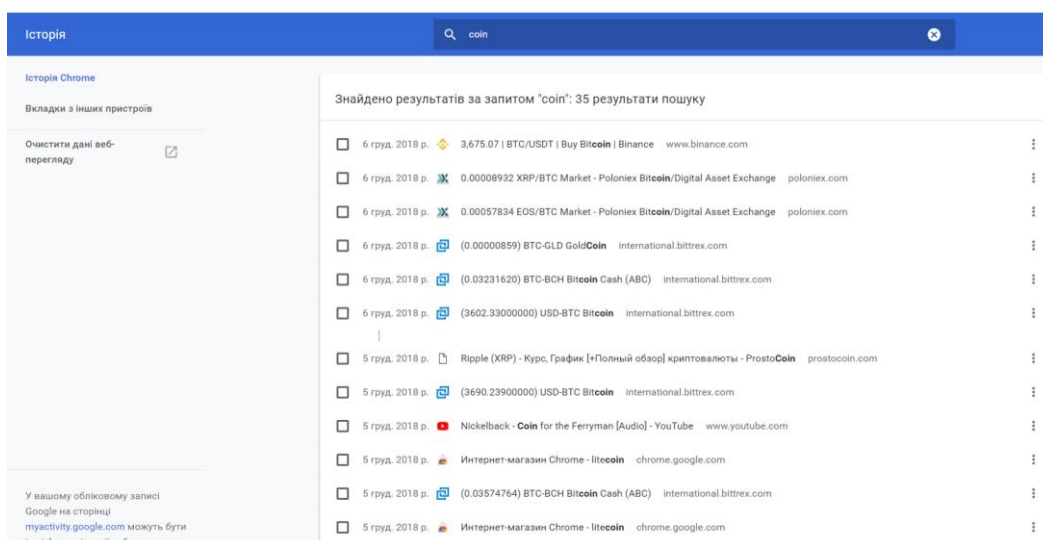 Історія
coin
Історія Chrome
Вкладки з інших пристроїв
Очистити дані веб-
перегляду
Знайдено результатів за запитом "coin": 35 результати пошуку
6 груд. 2018 р. 3,675.07 | BTC/USDT | Buy Bitcoin | Binance www.binance.com
6 груд. 2018 р. 0.00008932 XRP/BTC Market - Poloniex Bitcoin/Digital Asset Exchange poloniex.com
6 груд. 2018 р. 0.00057834 EOS/BTC Market - Poloniex Bitcoin/Digital Asset Exchange poloniex.com
6 груд. 2018 р. (0.00000859) BTC-GLD GoldCoin international.bittrex.com
6 груд. 2018 р. (0.03231620) BTC-BCH Bitcoin Cash (ABC) international.bittrex.com
6 груд. 2018 р. (3602.33000000) USD-BTC Bitcoin international.bittrex.com
5 груд. 2018 р. Ripple (XRP) - Курс, График [+Полный обзор] криптовалюты - ProstoCoin prostocoin.com
5 груд. 2018 р. (3690.23900000) USD-BTC Bitcoin international.bittrex.com
5 груд. 2018 р. Nickelback - Coin for the Ferryman [Audio] - YouTube www.youtube.com
5 груд. 2018 р. Интернет-магазин Chrome - litecoin chrome.google.com
5 груд. 2018 р. (0.03574764) BTC-BCH Bitcoin Cash (ABC) international.bittrex.com
5 груд. 2018 р. Интернет-магазин Chrome - litecoin chrome.google.com
У вашому обліковому записі
Google на сторінці
myactivity.google.com можуть бути